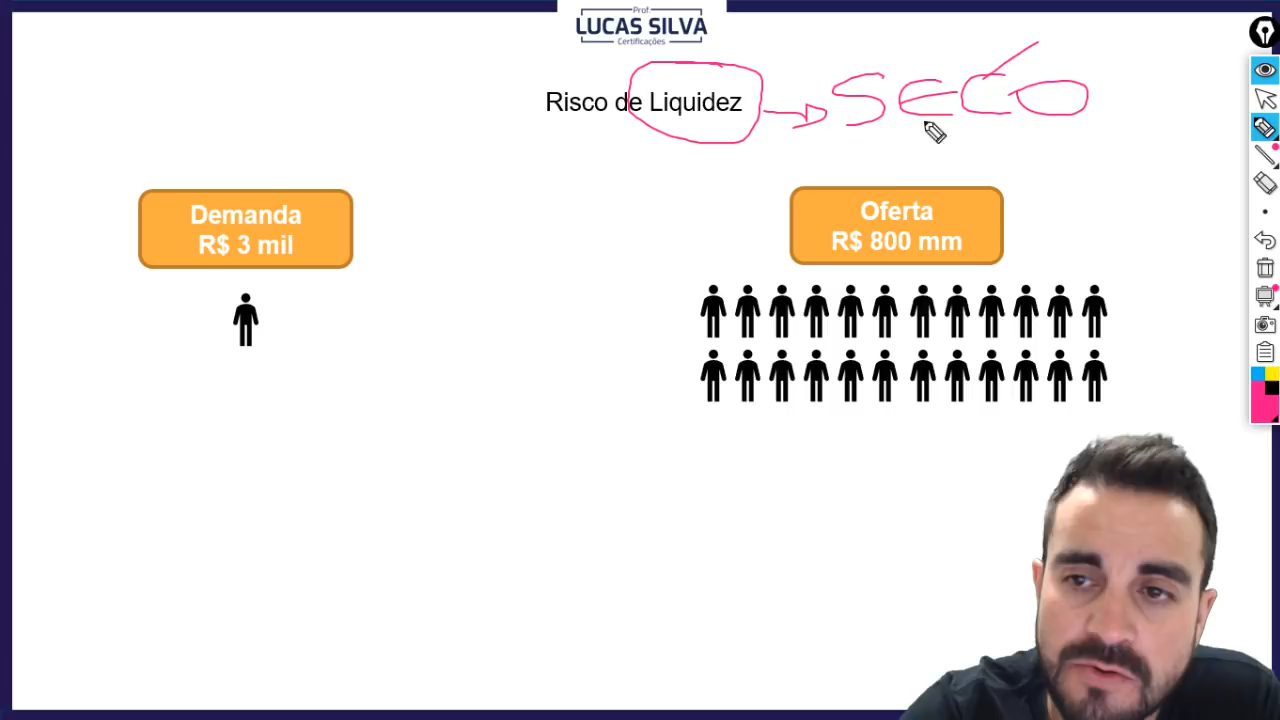 Prof.
LUCAS SILVA
Certificações
Risco de Liquidez SECO
Demanda
R$ 3 mil
Oferta
R$ 800 mm